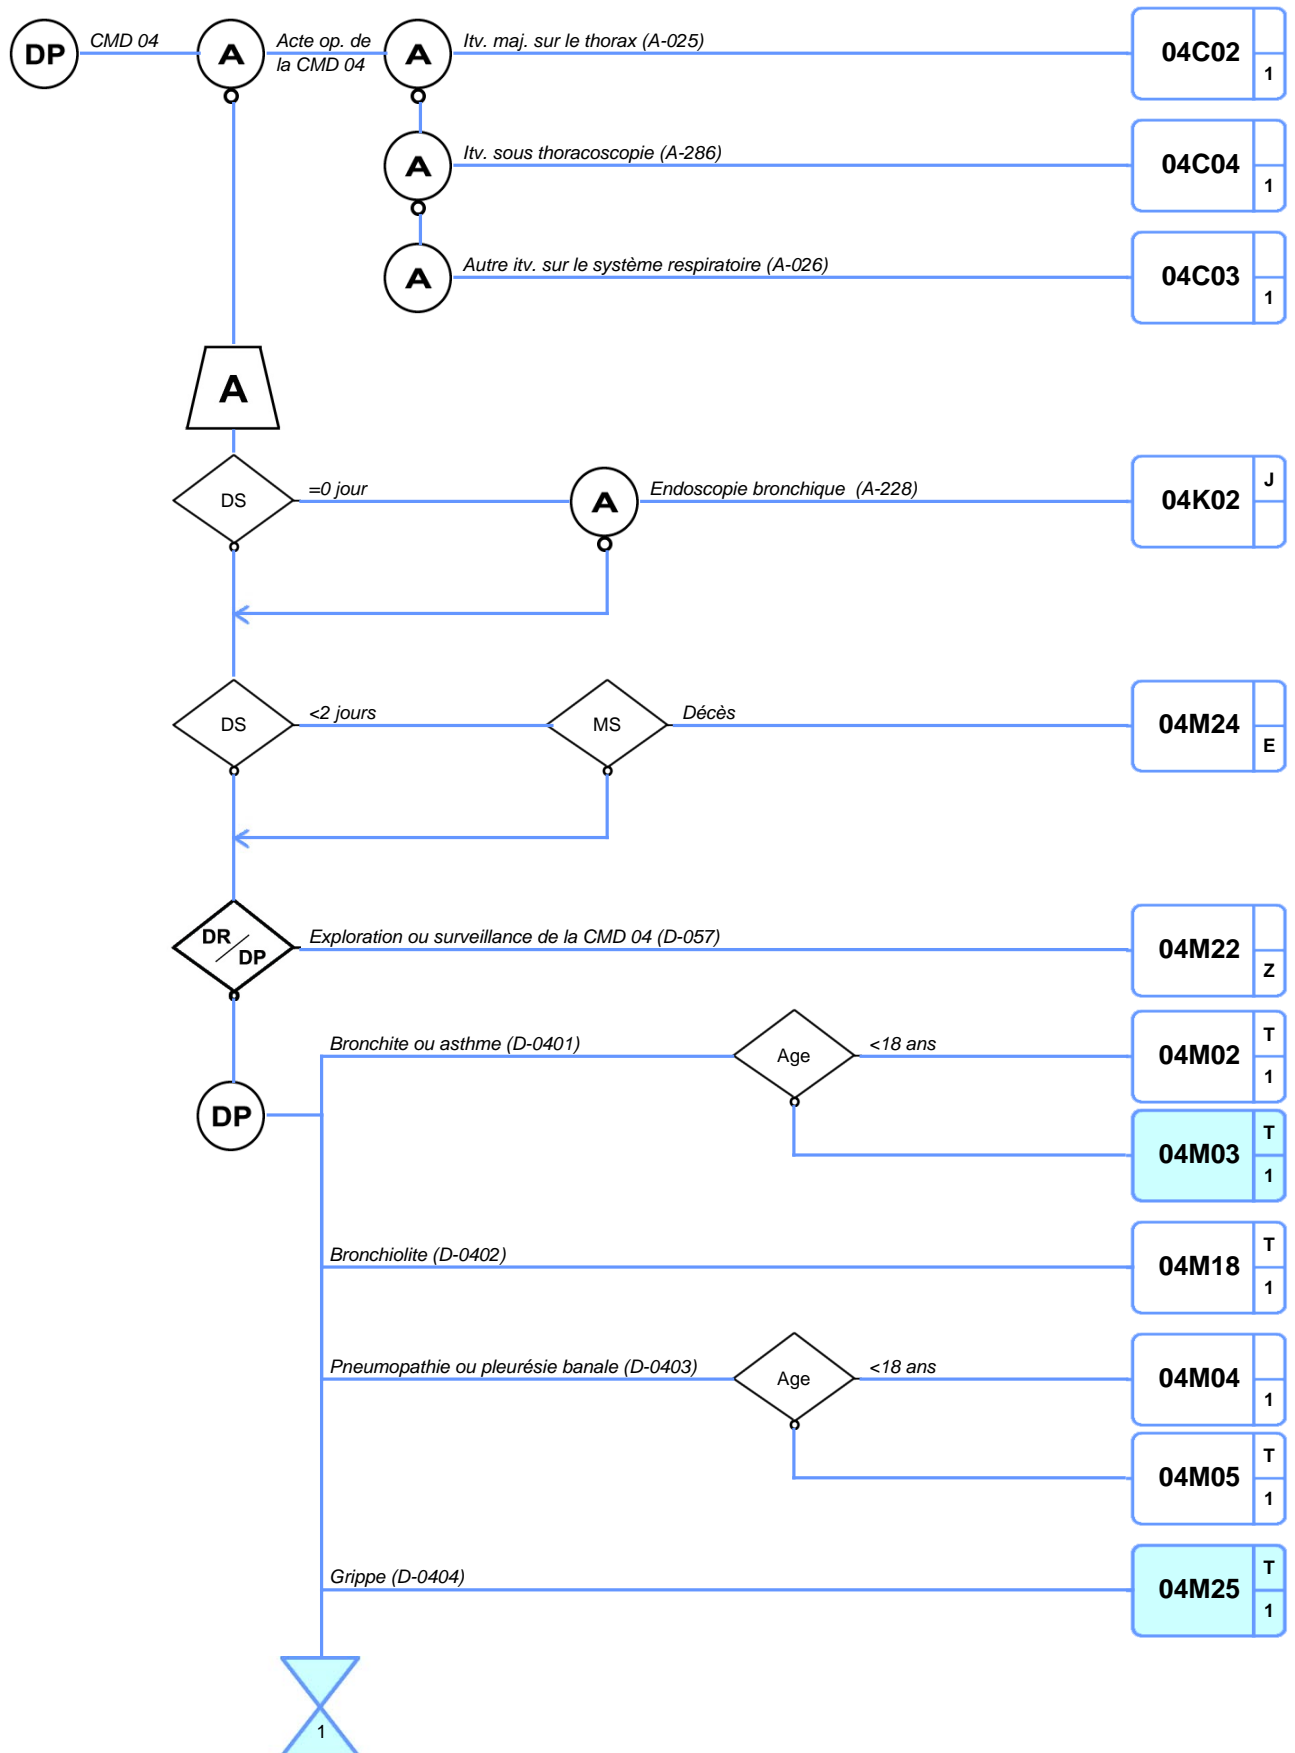 DP
CMD 04
A
Acte op. de
la CMD 04
A
Itv. maj. sur le thorax (A-025)
04C02
1
A
Itv. sous thoracoscopie (A-286)
04C04
1
A
Autre itv. sur le système respiratoire (A-026)
04C03
1
A
DS
=0 jour
A
Endoscopie bronchique (A-228)
04K02
J
DS
<2 jours
MS
Décès
04M24
E
DR
DP
Exploration ou surveillance de la CMD 04 (D-057)
04M22
Z
DP
Bronchite ou asthme (D-0401)
Age
<18 ans
04M02
T
1
04M03
T
1
Bronchiolite (D-0402)
04M18
T
1
Pneumopathie ou pleurésie banale (D-0403)
Age
<18 ans
04M04
1
04M05
T
1
Grippe (D-0404)
04M25
T
1
1